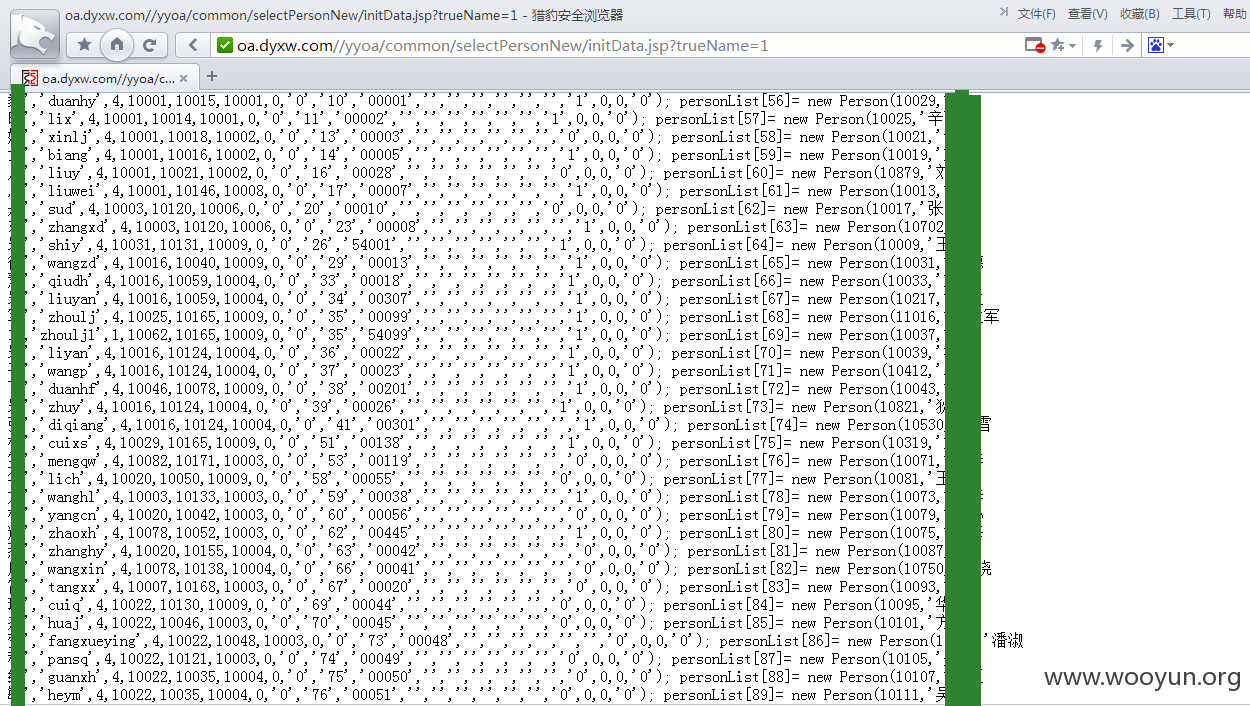 oa.dyxw.com//yyoa/common/selectPersonNew/initData.jsp?trueName=1 - 猎豹安全浏览器
文件(F) 查看(V) 收藏(B) 工具(T) 帮助
oa.dyxw.com//yyoa/common/selectPersonNew/initData.jsp?trueName=1
oa.dyxw.com//yyoa/c...
,'duanhy',4,10001,10015,10001,0,'0','10','00001','','','','','','','1',0,0,'0'); personList[56]= new Person(10029,
,'lix',4,10001,10014,10001,0,'0','11','00002','','','','','','','1',0,0,'0'); personList[57]= new Person(10025,'辛
,'xinlj',4,10001,10018,10002,0,'0','13','00003','','','','','','','0',0,0,'0'); personList[58]= new Person(10021,
,'biang',4,10001,10016,10002,0,'0','14','00005','','','','','','','1',0,0,'0'); personList[59]= new Person(10019,
,'liuy',4,10001,10021,10002,0,'0','16','00028','','','','','','','0',0,0,'0'); personList[60]= new Person(10879,'刘
,'liuwei',4,10001,10146,10008,0,'0','17','00007','','','','','','','1',0,0,'0'); personList[61]= new Person(10013,
,'sud',4,10003,10120,10006,0,'0','20','00010','','','','','','','0',0,0,'0'); personList[62]= new Person(10017,'张
,'zhangxd',4,10003,10120,10006,0,'0','23','00008','','','','','','','1',0,0,'0'); personList[63]= new Person(10702
,'shiy',4,10031,10131,10009,0,'0','26','54001','','','','','','','1',0,0,'0'); personList[64]= new Person(10009,'王
,'wangzd',4,10016,10040,10009,0,'0','29','00013','','','','','','','1',0,0,'0'); personList[65]= new Person(10031,
,'qiudh',4,10016,10059,10004,0,'0','33','00018','','','','','','','1',0,0,'0'); personList[66]= new Person(10033,
,'liuyan',4,10016,10059,10004,0,'0','34','00307','','','','','','','1',0,0,'0'); personList[67]= new Person(10217,
,'zhoulj',4,10025,10165,10009,0,'0','35','00099','','','','','','','1',0,0,'0'); personList[68]= new Person(11016, 军
'zhoulj1',1,10062,10165,10009,0,'0','35','54099','','','','','','','1',0,0,'0'); personList[69]= new Person(10037,
,'liyan',4,10016,10124,10004,0,'0','36','00022','','','','','','','1',0,0,'0'); personList[70]= new Person(10039,
,'wangp',4,10016,10124,10004,0,'0','37','00023','','','','','','','1',0,0,'0'); personList[71]= new Person(10412,
,'duanhf',4,10046,10078,10009,0,'0','38','00201','','','','','','','1',0,0,'0'); personList[72]= new Person(10043,
,'zhuy',4,10016,10124,10004,0,'0','39','00026','','','','','','','1',0,0,'0'); personList[73]= new Person(10821,'狄
,'diqiang',4,10016,10124,10004,0,'0','41','00301','','','','','','','1',0,0,'0'); personList[74]= new Person(10530 雪
,'cuixs',4,10029,10165,10009,0,'0','51','00138','','','','','','','1',0,0,'0'); personList[75]= new Person(10319,
,'mengqw',4,10082,10171,10003,0,'0','53','00119','','','','','','','0',0,0,'0'); personList[76]= new Person(10071,
,'lich',4,10020,10050,10009,0,'0','58','00055','','','','','','','0',0,0,'0'); personList[77]= new Person(10081,'王
,'wanghl',4,10003,10133,10003,0,'0','59','00038','','','','','','','1',0,0,'0'); personList[78]= new Person(10073,
,'yangcn',4,10020,10042,10003,0,'0','60','00056','','','','','','','0',0,0,'0'); personList[79]= new Person(10079,
,'zhaoxh',4,10078,10052,10003,0,'0','62','00445','','','','','','','1',0,0,'0'); personList[80]= new Person(10075,
,'zhanghy',4,10020,10155,10004,0,'0','63','00042','','','','','','','0',0,0,'0'); personList[81]= new Person(10087
,'wangxin',4,10078,10138,10004,0,'0','66','00041','','','','','','','0',0,0,'0'); personList[82]= new Person(10750
,'tangxx',4,10007,10168,10003,0,'0','67','00020','','','','','','','0',0,0,'0'); personList[83]= new Person(10093,
,'cuiq',4,10022,10130,10009,0,'0','69','00044','','','','','','','0',0,0,'0'); personList[84]= new Person(10095,'华
,'huaj',4,10022,10046,10003,0,'0','70','00045','','','','','','','0',0,0,'0'); personList[85]= new Person(10101,'方
,'fangxueying',4,10022,10048,10003,0,'0','73','00048','','','','','','','0',0,0,'0'); personList[86]= new Person(1 '潘淑
,'pansq',4,10022,10121,10003,0,'0','74','00049','','','','','','','0',0,0,'0'); personList[87]= new Person(10105,
,'guanxh',4,10022,10035,10004,0,'0','75','00050','','','','','','','0',0,0,'0'); personList[88]= new Person(10107,
,'heym',4,10022,10035,10004,0,'0','76','00051','','','','','','','0',0,0,'0'); personList[89]= new Person(10111,'吴
www.wooyun.org